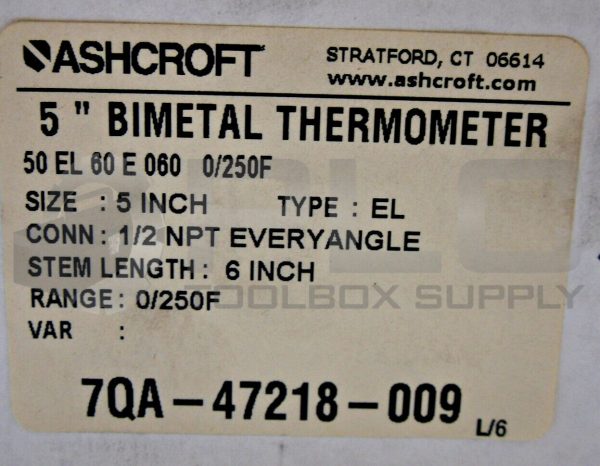 ASHCROFT
STRATFORD, CT 06614
www.ashcroft.com
5 " BIMETAL THERMOMETER
50 EL 60 E 060 0/250F
SIZE : 5 INCH TYPE : EL
CONN : 1/2 NPT EVERYANGLE
STEM LENGTH : 6 INCH
RANGE : 0/250F
VAR :
7QA-47218-009
L/6
PLC
TOOLBOX SUPPLY